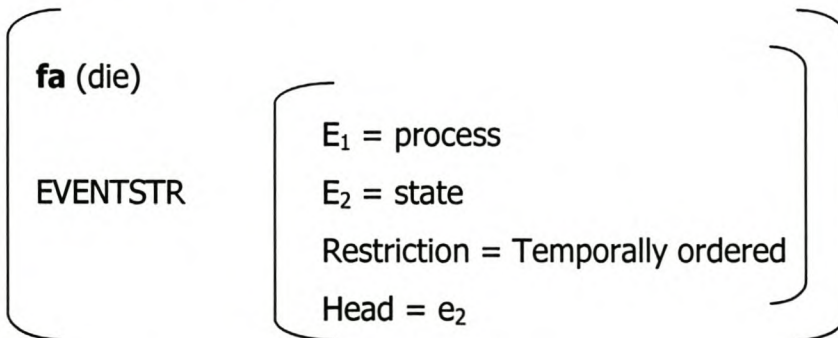 fa (die)
E₁ = process
EVENTSTR E₂ = state
Restriction = Temporally ordered
Head = e₂